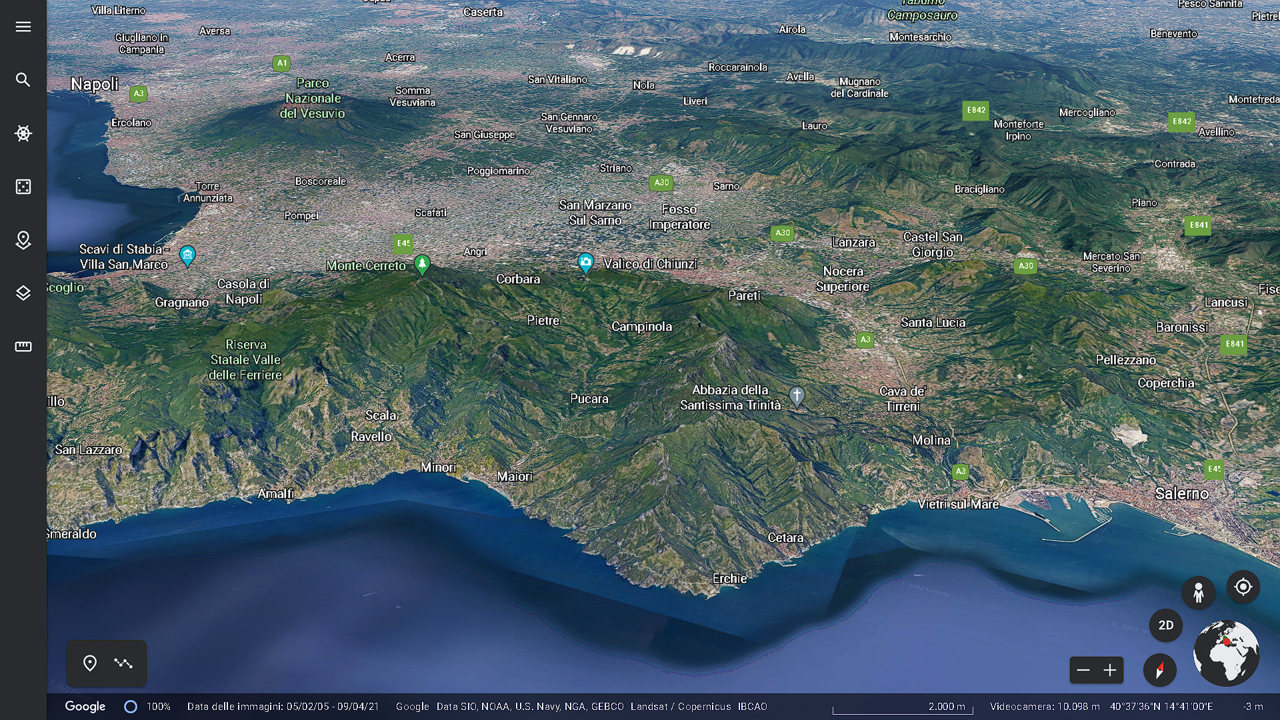 Villa Literno
Caserta
Taburno
Camposauro
Pesco Sannita
Aversa
Giugliano in
Campania
Airola
Montesarchio
Benevento
A1
Acerra
Napoli
A3
Parco
Nazionale
del Vesuvio
Somma
Vesuviana
San Vitaliano
Nola
Roccarainola
Avella
Mugnano
del Cardinale
Liveri
E842
Mercogliano
Montefreda
Ercolano
San Giuseppe
San Gennaro
Vesuviano
Lauro
Monteforte
Irpino
E842
Avellino
Torre
Annunziata
Boscoreale
Poggiomarino
Striano
A30
Sarno
Bracigliano
Contrada
Pompei
Scafati
San Marzano
Sul Sarno
Fosso
Imperatore
Piano
E841
Scavi di Stabia -
Villa San Marco
E45
Angri
A30
Lanzara
Castel San
Giorgio
Mercato San
Severino
Monte Cerreto
Corbara
Valico di Chiunzi
Nocera
Superiore
A30
Scoglio
Gragnano
Casola di
Napoli
Pareti
Lancusi
Pietre
Campinola
Santa Lucia
Baronissi
Riserva
Statale Valle
delle Ferriere
A3
E841
Pellezzano
Coperchia
Pucara
Abbazia della
Santissima Trinità
Cava de'
Tirreni
Scala
Ravello
Molina
San Lazzaro
Minori
Maiori
A3
E45
Amalfi
Vietri sul Mare
Salerno
Smeraldo
Cetara
Erchie
2D
Google
100%
Data delle immagini: 05/02/05 - 09/04/21
Google Data SIO, NOAA, U.S. Navy, NGA, GEBCO Landsat / Copernicus IBCAO
2.000 m
Videocamera: 10.098 m
40°37'36"N 14°41'00"E
-3 m